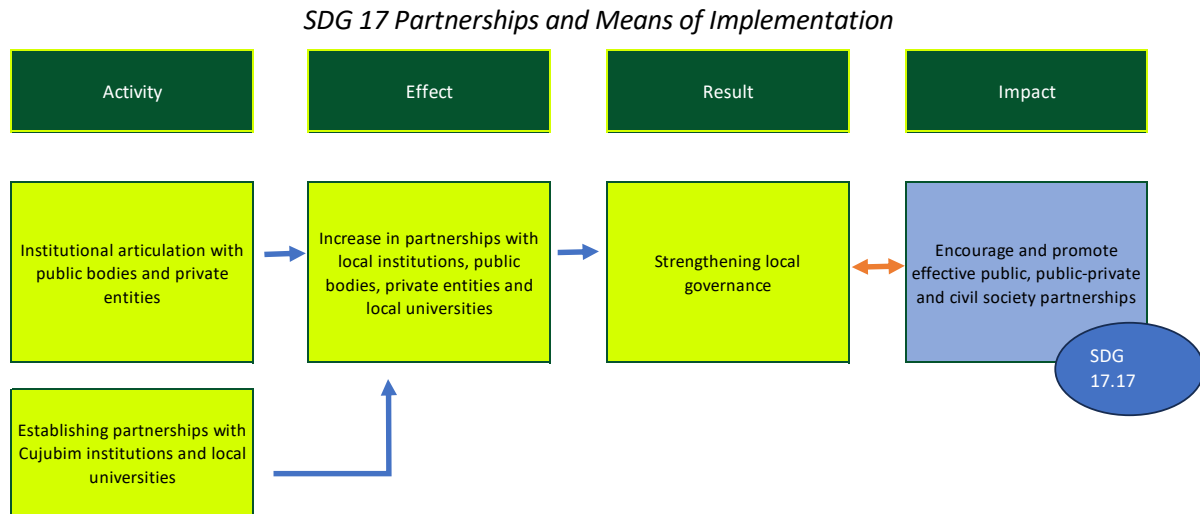 SDG 17 Partnerships and Means of Implementation
Activity
Effect
Result
Impact
Institutional articulation with
public bodies and private
entities
Increase in partnerships with
local institutions, public
bodies, private entities and
local universities
Strengthening local
governance
Encourage and promote
effective public, public-private
and civil society partnerships
SDG
17.17
Establishing partnerships with
Cujubim institutions and local
universities